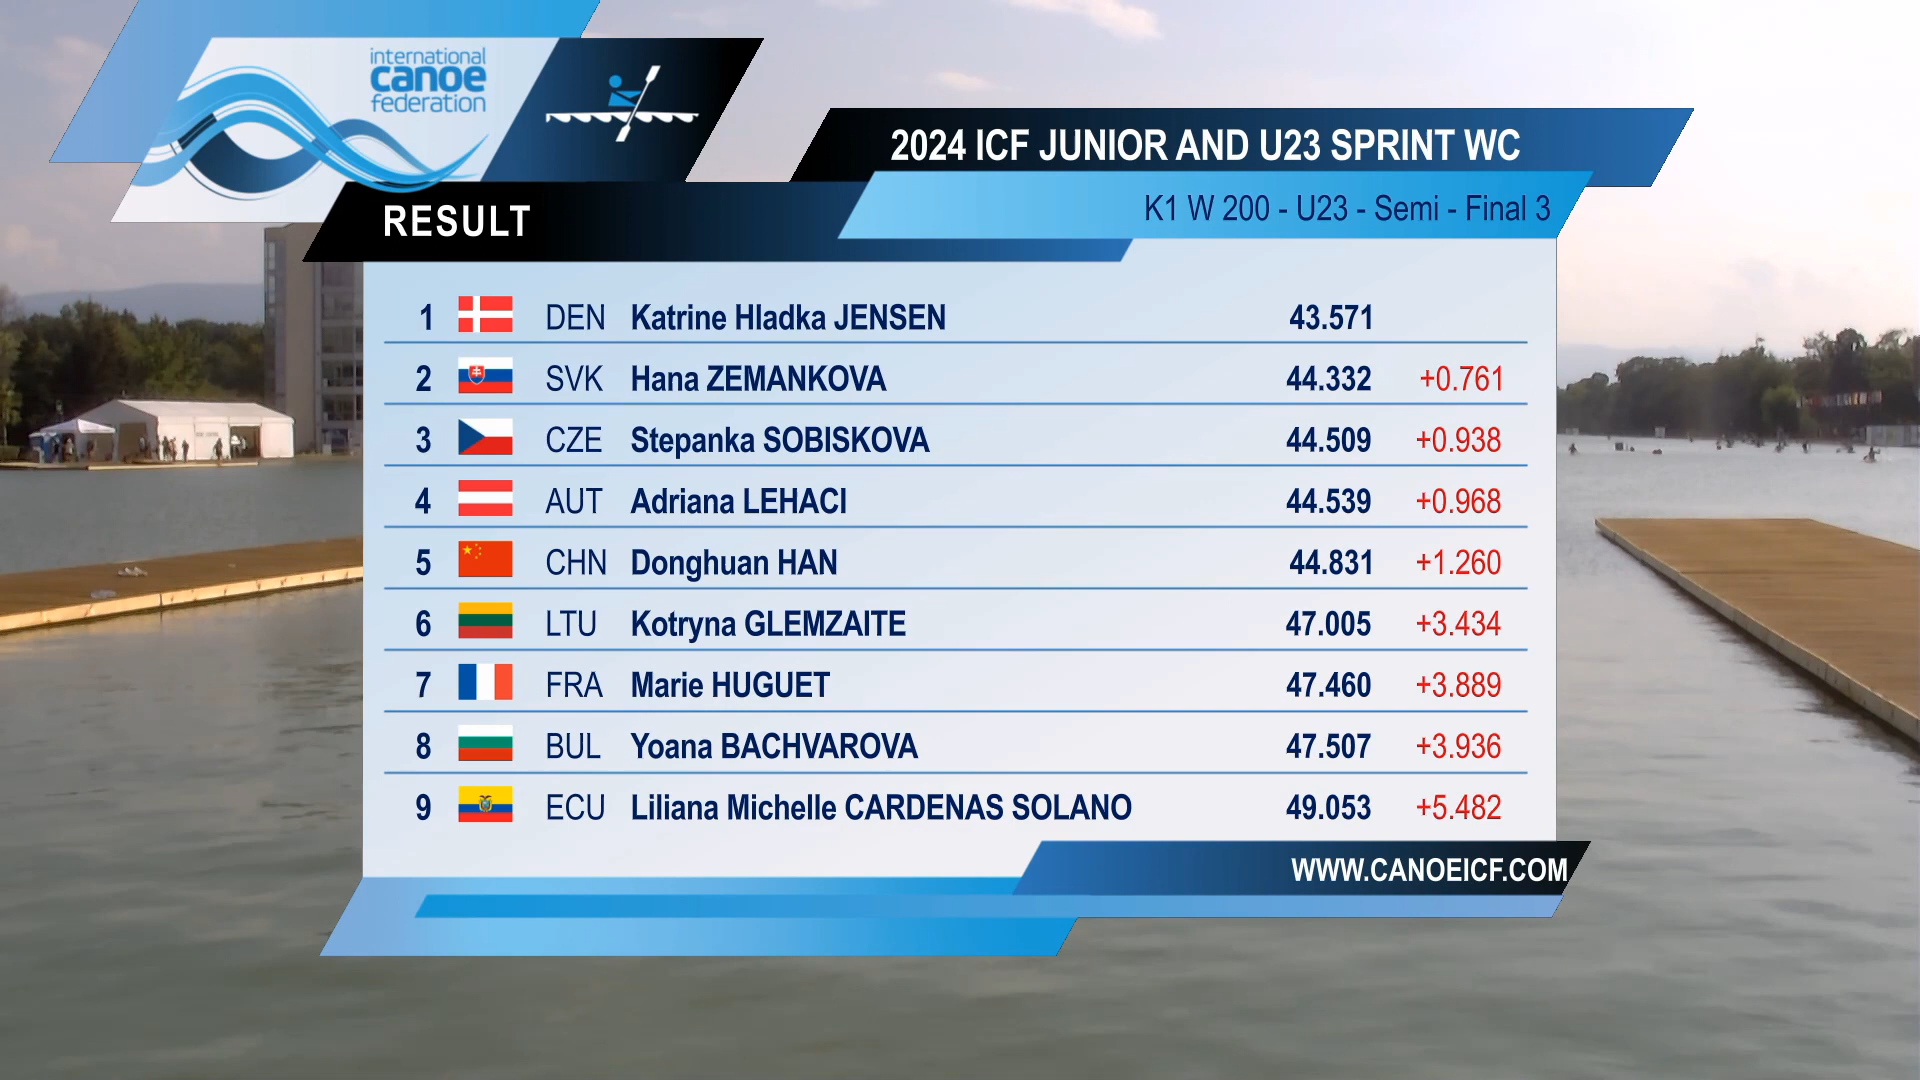 international
canoe
federation
2024 ICF JUNIOR AND U23 SPRINT WC
K1 W 200 - U23 - Semi - Final 3
RESULT
1 DEN Katrine Hladka JENSEN 43.571
2 SVK Hana ZEMANKOVA 44.332 +0.761
3 CZE Stepanka SOBISKOVA 44.509 +0.938
4 AUT Adriana LEHACI 44.539 +0.968
5 CHN Donghuan HAN 44.831 +1.260
6 LTU Kotryna GLEMZAITE 47.005 +3.434
7 FRA Marie HUGUET 47.460 +3.889
8 BUL Yoana BACHVAROVA 47.507 +3.936
9 ECU Liliana Michelle CARDENAS SOLANO 49.053 +5.482
WWW.CANOEICF.COM